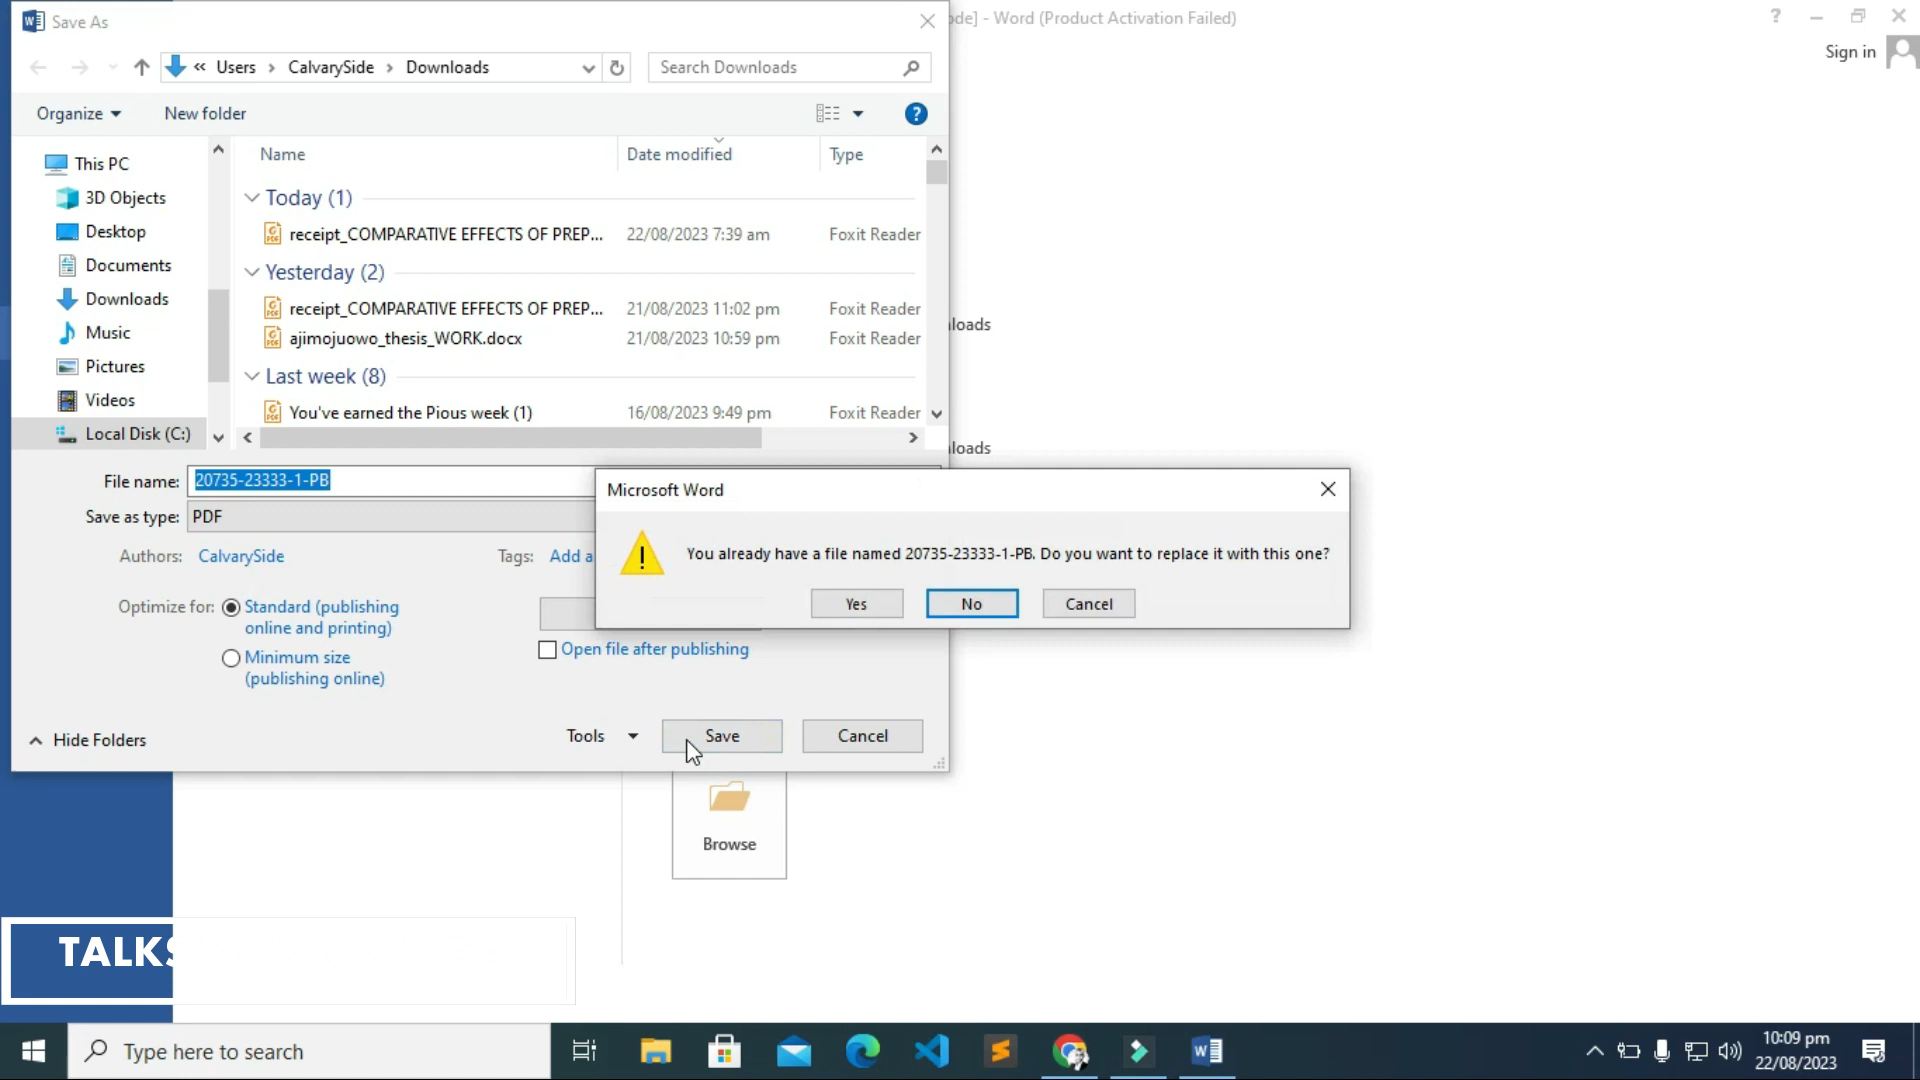 Save As
ode] - Word (Product Activation Failed)
?
Sign in
« Users > CalvarySide > Downloads
Search Downloads
Organize
New folder
?
Name
Date modified
Type
This PC
3D Objects
Desktop
Documents
Downloads
Music
Pictures
Videos
Local Disk (C:)
Today (1)
receipt_COMPARATIVE EFFECTS OF PREP... 22/08/2023 7:39 am Foxit Reader
Yesterday (2)
receipt_COMPARATIVE EFFECTS OF PREP... 21/08/2023 11:02 pm Foxit Reader
ajimojuowo_thesis_WORK.docx 21/08/2023 10:59 pm Foxit Reader
Last week (8)
You've earned the Pious week (1) 16/08/2023 9:49 pm Foxit Reader
loads
loads
File name: 20735-23333-1-PB
Save as type: PDF
Authors: CalvarySide
Tags: Add a
Microsoft Word
You already have a file named 20735-23333-1-PB. Do you want to replace it with this one?
Yes
No
Cancel
Optimize for: Standard (publishing
online and printing)
Minimum size
(publishing online)
Open file after publishing
Hide Folders
Tools
Save
Cancel
Browse
TALKS
Type here to search
10:09 pm
22/08/2023